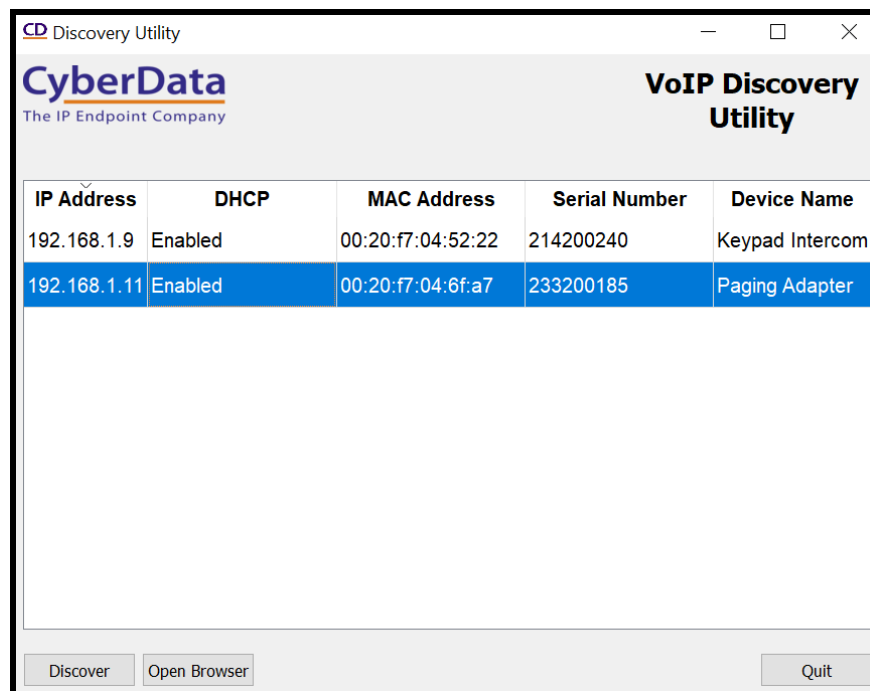 CD Discovery Utility
CyberData
The IP Endpoint Company
VoIP Discovery
Utility
IP Address DHCP MAC Address Serial Number Device Name
192.168.1.9 Enabled 00:20:f7:04:52:22 214200240 Keypad Intercom
192.168.1.11 Enabled 00:20:f7:04:6f:a7 233200185 Paging Adapter
Discover Open Browser Quit